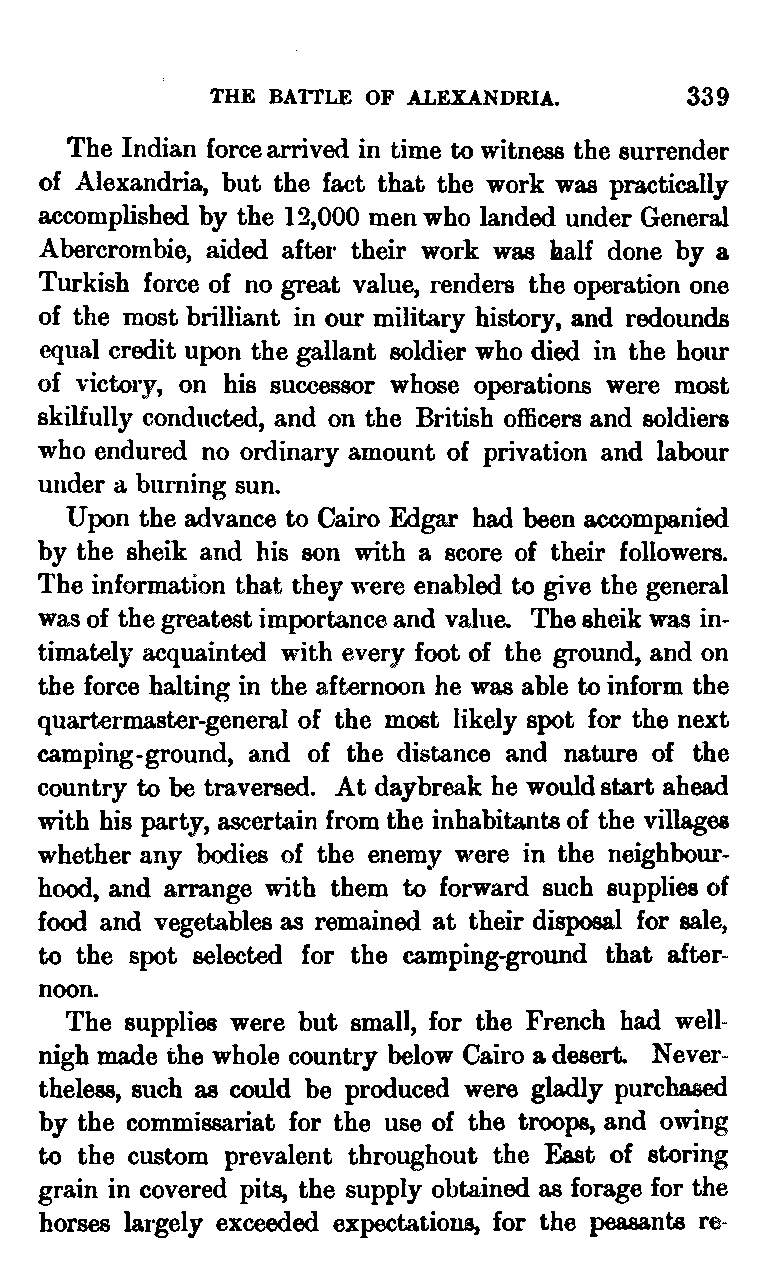 THE BATTLE OF ALEXANDRIA. 339
The Indian force arrived in time to witness the surrender
of Alexandria, but the fact that the work was practically
accomplished by the 12,000 men who landed under General
Abercrombie, aided after their work was half done by a
Turkish force of no great value, renders the operation one
of the most brilliant in our military history, and redounds
equal credit upon the gallant soldier who died in the hour
of victory, on his successor whose operations were most
skilfully conducted, and on the British officers and soldiers
who endured no ordinary amount of privation and labour
under a burning sun.
Upon the advance to Cairo Edgar had been accompanied
by the sheik and his son with a score of their followers.
The information that they were enabled to give the general
was of the greatest importance and value. The sheik was in-
timately acquainted with every foot of the ground, and on
the force halting in the afternoon he was able to inform the
quartermaster-general of the most likely spot for the next
camping-ground, and of the distance and nature of the
country to be traversed. At daybreak he would start ahead
with his party, ascertain from the inhabitants of the villages
whether any bodies of the enemy were in the neighbour-
hood, and arrange with them to forward such supplies of
food and vegetables as remained at their disposal for sale,
to the spot selected for the camping-ground that after-
noon.
The supplies were but small, for the French had well-
nigh made the whole country below Cairo a desert. Never-
theless, such as could be produced were gladly purchased
by the commissariat for the use of the troops, and owing
to the custom prevalent throughout the East of storing
grain in covered pits, the supply obtained as forage for the
horses largely exceeded expectations, for the peasants re-